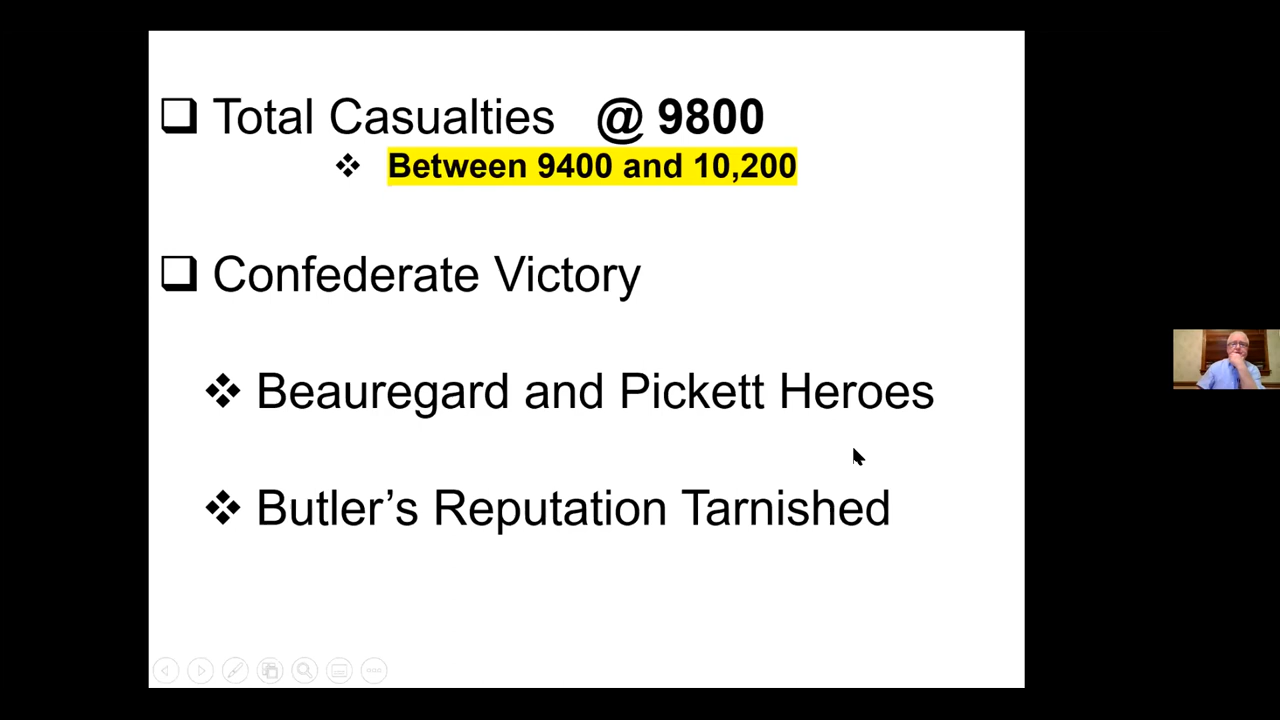 Total Casualties @ 9800
Between 9400 and 10,200
Confederate Victory
Beauregard and Pickett Heroes
Butler’s Reputation Tarnished